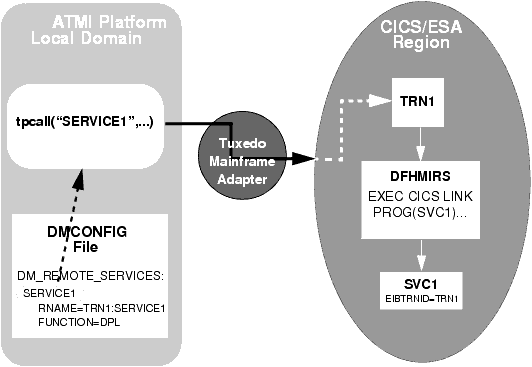 ATMI Platform
Local Domain
tpcall(“SERVICE1”,...)
DMCONFIG
File
DM_REMOTE_SERVICES:
SERVICE1
RNAME=TRN1:SERVICE1
FUNCTION=DPL
Tuxedo
Mainframe
Adapter
CICS/ESA
Region
TRN1
DFHMIRS
EXEC CICS LINK
PROG(SVC1)...
SVC1
EIBTRNID=TRN1